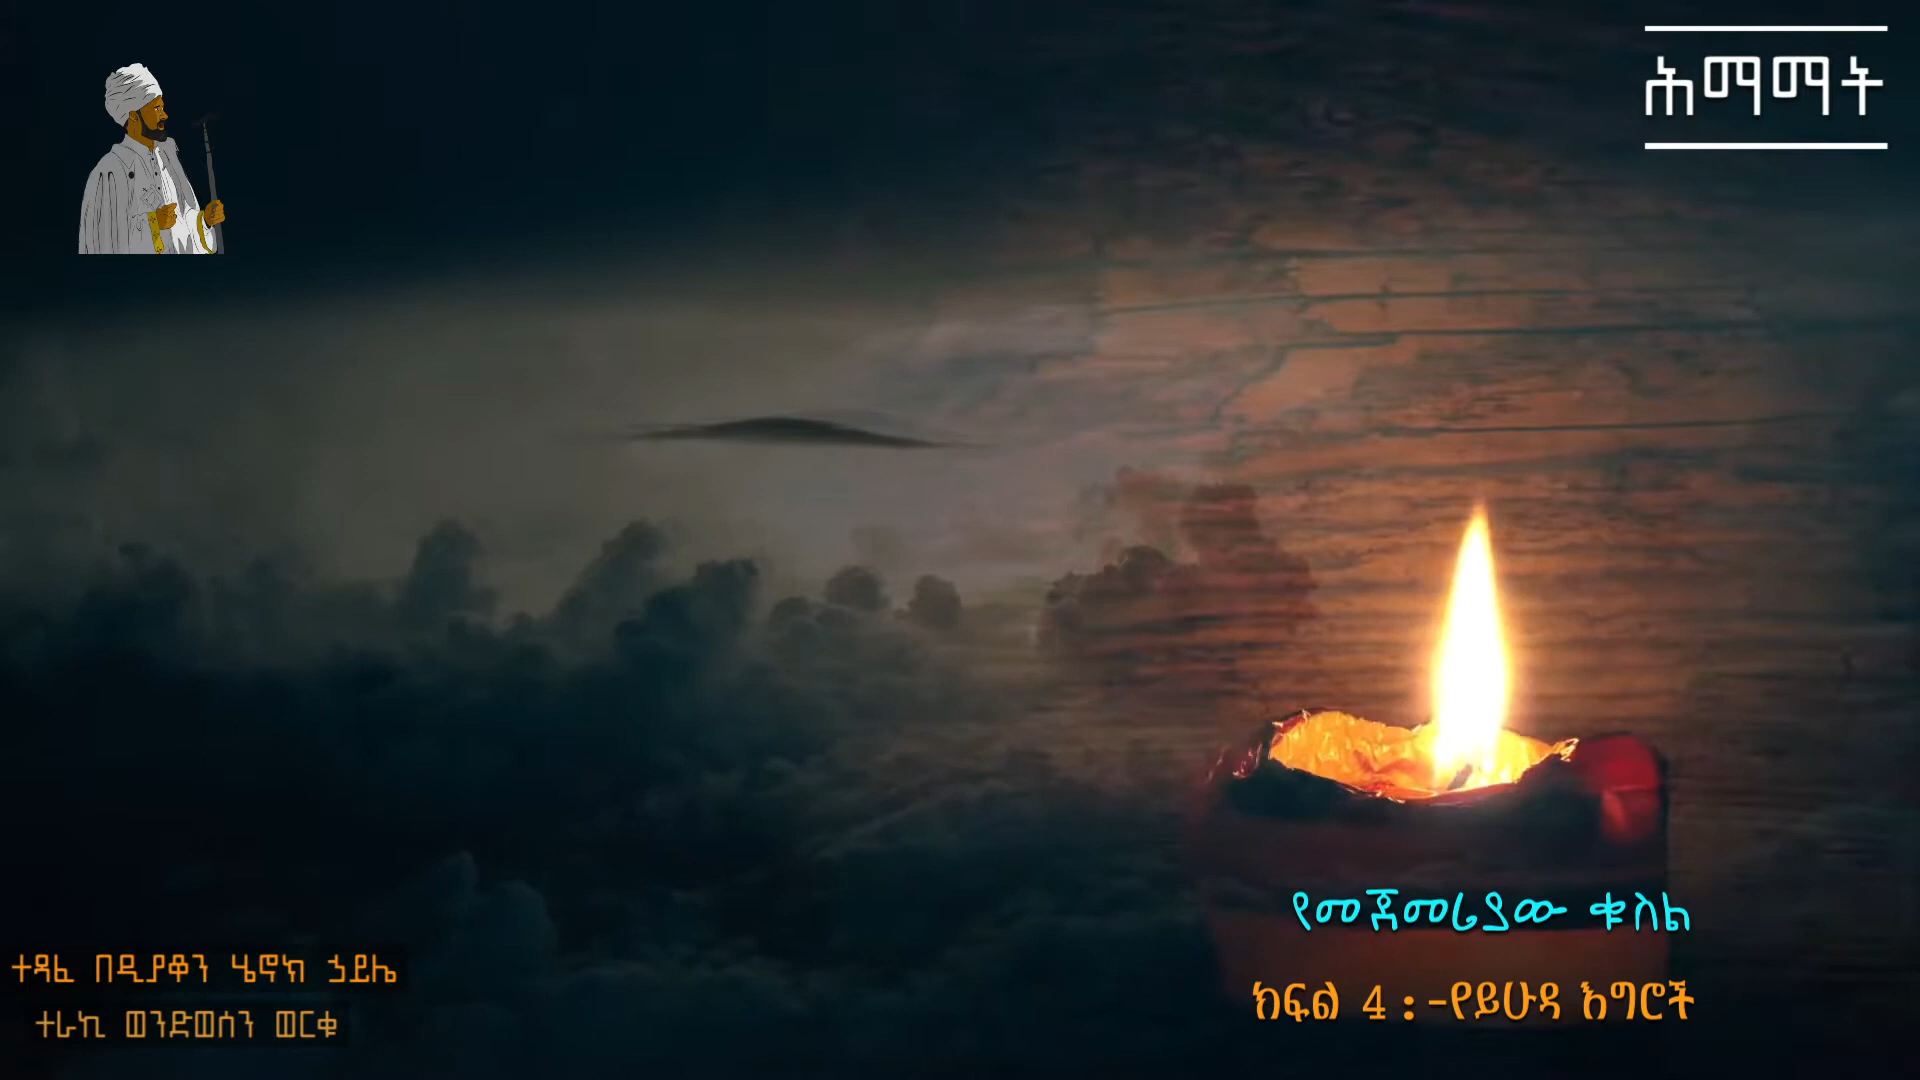 ሕማማት
የመጀመሪያው ቁስል
ክፍል 4 :-የይሁዳ እግሮች
ተጻፈ በዲያቆን ሄኖክ ኃይሌ
ተራኪ ወንድወሰን ወርቁ